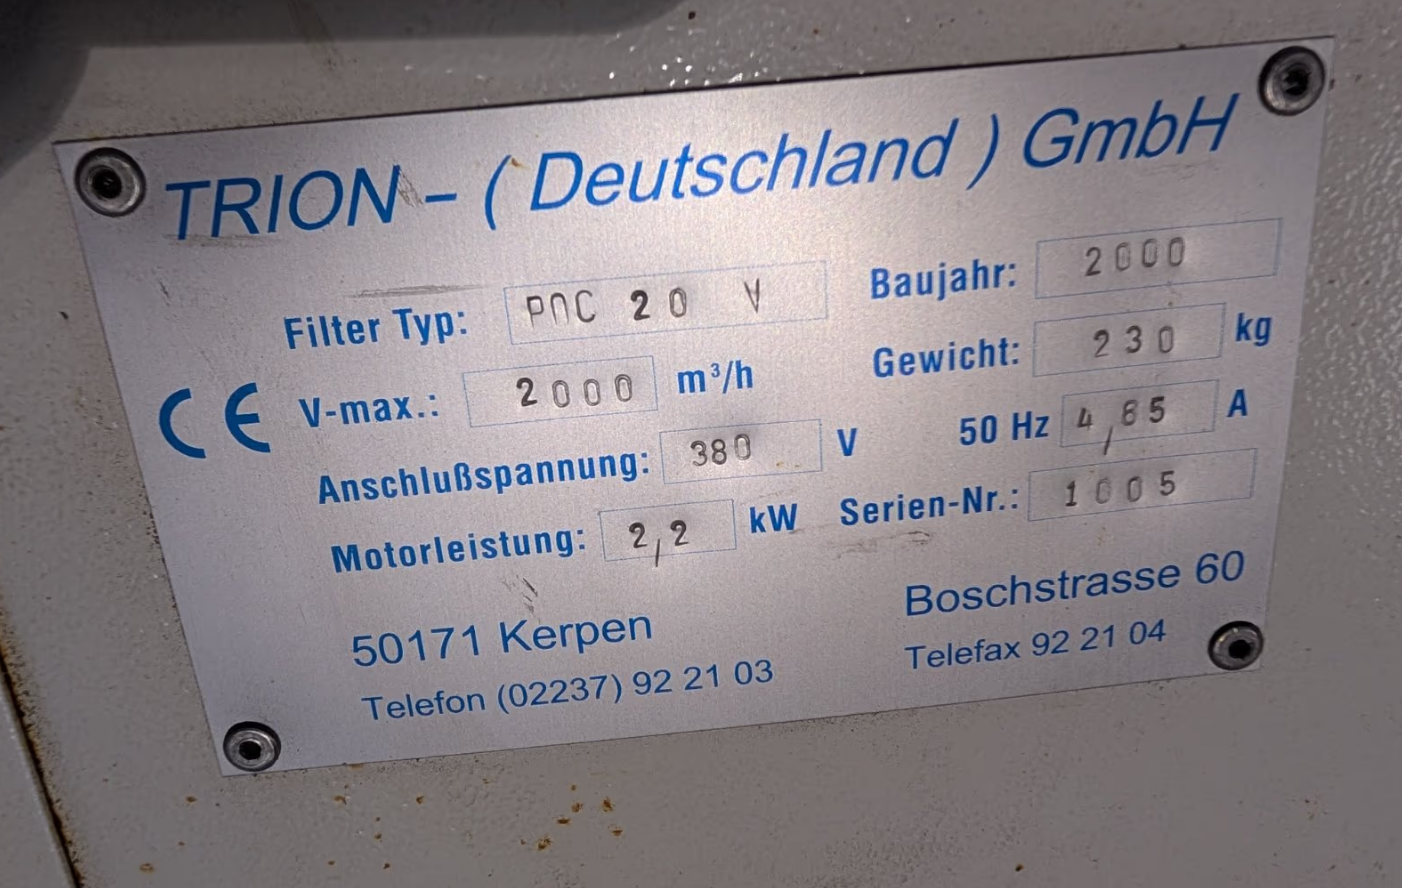 TRION - ( Deutschland ) GmbH
Filter Typ: 20 V Baujahr: 2000
V-max.: 2000 m³/h Gewicht: 230 kg
CE
Anschlußspannung: 380 V 50 Hz 4,85 A
Motorleistung: 2,2 kW Serien-Nr.: 1005
50171 Kerpen Boschstrasse 60
Telefon (02237) 92 21 03 Telefax 92 21 04